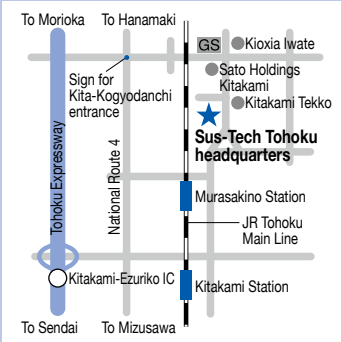 To Morioka
To Hanamaki
GS
Kioxia Iwate
Sato Holdings
Kitakami
Kitakami Tekko
Sign for
Kita-Kogyodanchi
entrance
Sus-Tech Tohoku
headquarters
Tohoku Expressway
National Route 4
Murasakino Station
JR Tohoku
Main Line
Kitakami-Ezuriko IC
Kitakami Station
To Sendai
To Mizusawa